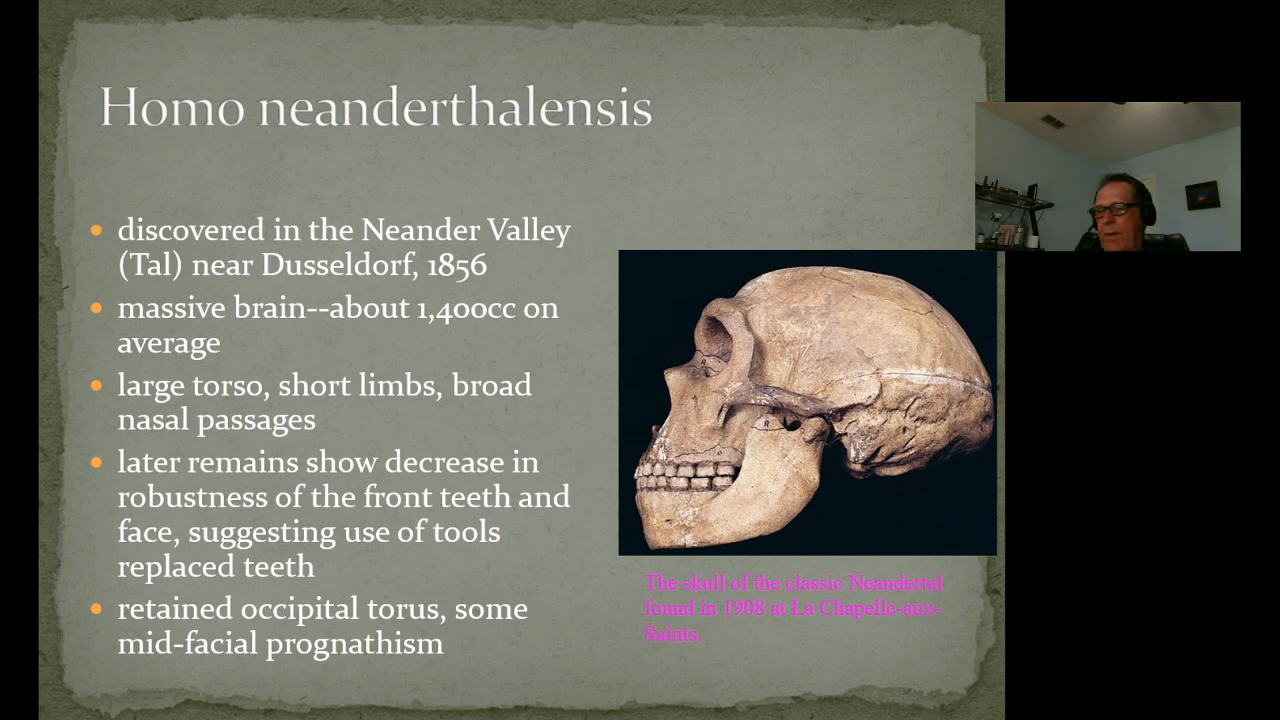 Homo neanderthalensis
discovered in the Neander Valley
(Tal) near Dusseldorf, 1856
massive brain--about 1,400cc on
average
large torso, short limbs, broad
nasal passages
later remains show decrease in
robustness of the front teeth and
face, suggesting use of tools
replaced teeth
retained occipital torus, some
mid-facial prognathism
The skull of the classic Neandertal
found in 1908 at La Chapelle-aux-
Saints.